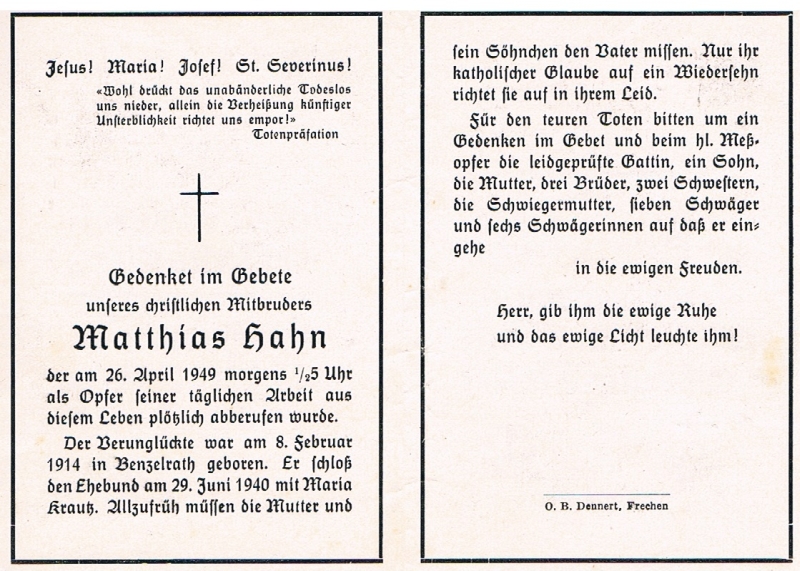 Jesus! Maria! Josef! St. Severinus!
«Wohl drückt das unabänderliche Todeslos
uns nieder, allein die Verheißung künftiger
Unsterblichkeit richtet uns empor!»
Totenpräfation
Gedenket im Gebete
unseres christlichen Mitbruders
Matthias Hahn
der am 26. April 1949 morgens ½5 Uhr
als Opfer seiner täglichen Arbeit aus
diesem Leben plötzlich abberufen wurde.
Der Verunglückte war am 8. Februar
1914 in Benzelrath geboren. Er schloß
den Ehebund am 29. Juni 1940 mit Maria
Krautz. Allzufrüh müssen die Mutter und
sein Söhnchen den Vater missen. Nur ihr
katholischer Glaube auf ein Wiedersehn
richtet sie auf in ihrem Leid.
Für den teuren Toten bitten um ein
Gedenken im Gebet und beim hl. Meß-
opfer die leidgeprüfte Gattin, ein Sohn,
die Mutter, drei Brüder, zwei Schwestern,
die Schwiegermutter, sieben Schwäger
und sechs Schwägerinnen auf daß er ein-
gehe
in die ewigen Freuden.
Herr, gib ihm die ewige Ruhe
und das ewige Licht leuchte ihm!
O. B. Dennert, Frechen